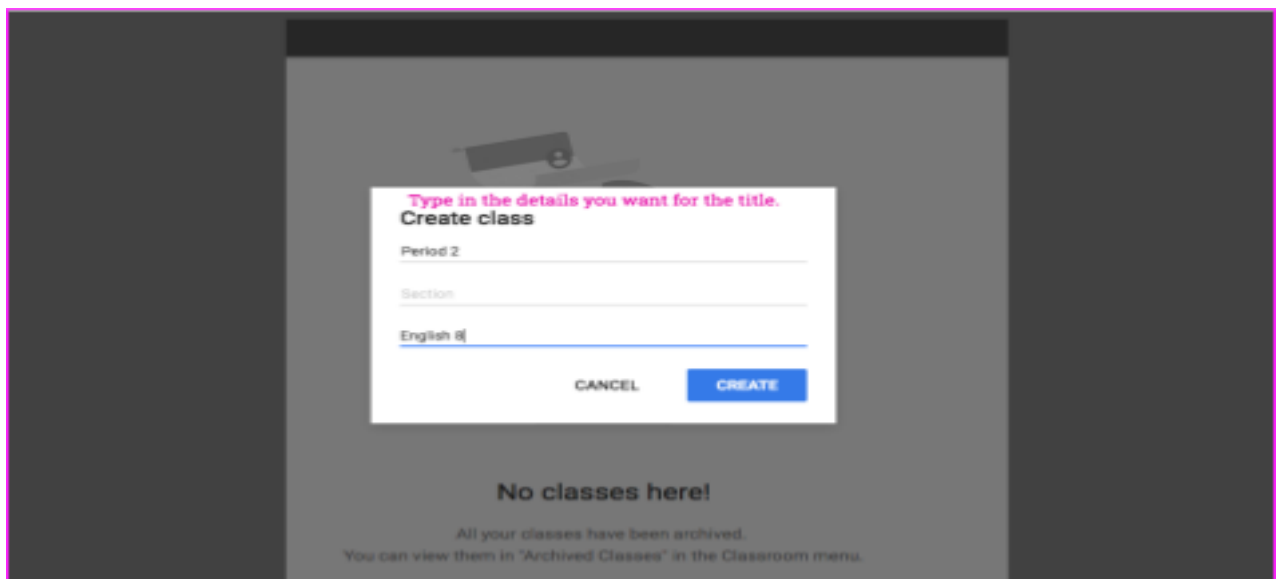 Type in the details you want for the title.
Create class
Period 2
Section
English 8
CANCEL
CREATE
No classes here!
All your classes have been archived.
You can view them in "Archived Classes" in the Classroom menu.